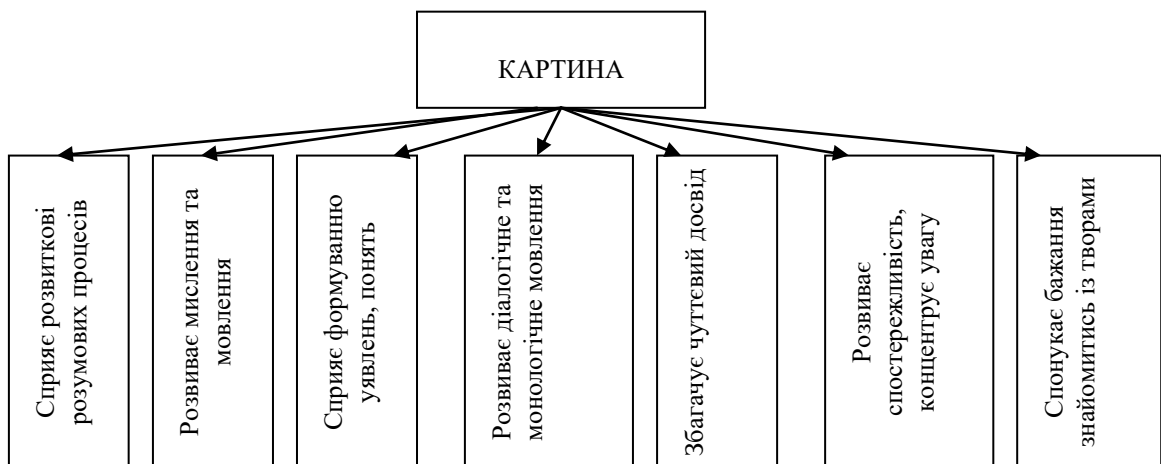 КАРТИНА
Сприяє розвиткові
розумових процесів
Розвиває мислення та
мовлення
Сприяє формуванню
уявлень, понять
Розвиває діалогічне та
монологічне мовлення
Збагачує чуттєвий досвід
Розвиває
спостережливість,
концентрує увагу
Спонукає бажання
знайомитись із творами